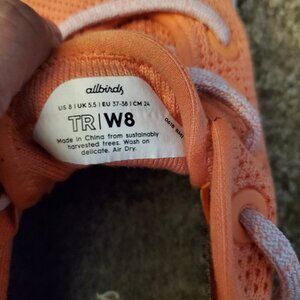 allbirds
US 8 | UK 5.5 | EU 37-38 | CM 24
TR|W8
Made in China from sustainably
harvested trees. Wash on
delicate. Air Dry.